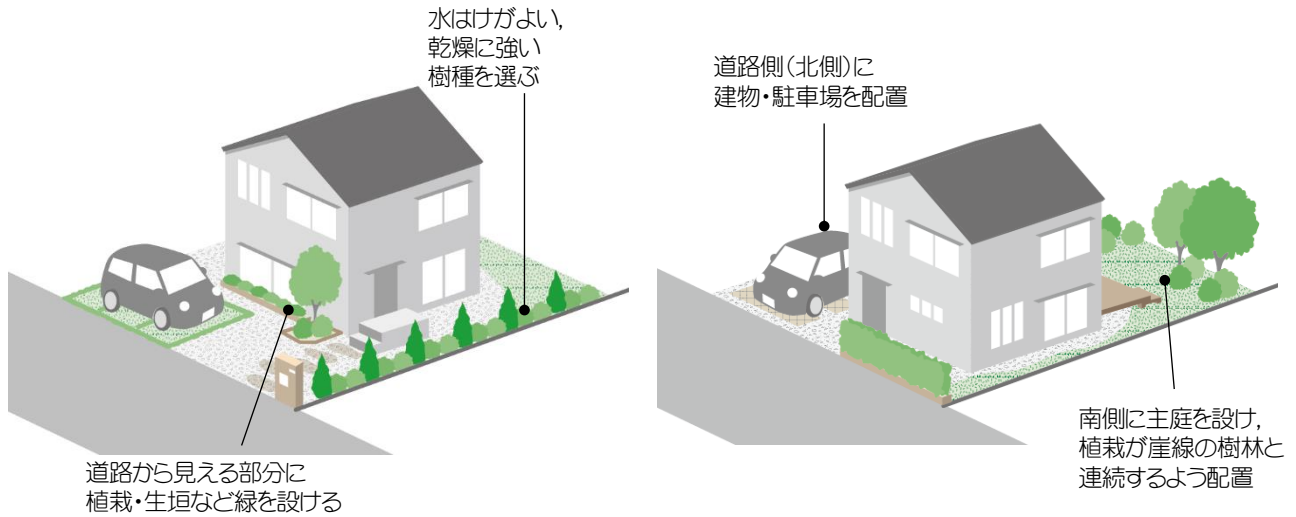 水はけがよい,
乾燥に強い
樹種を選ぶ
道路から見える部分に
植栽・生垣など緑を設ける
道路側(北側)に
建物・駐車場を配置
南側に主庭を設け,
植栽が崖線の樹林と
連続するよう配置